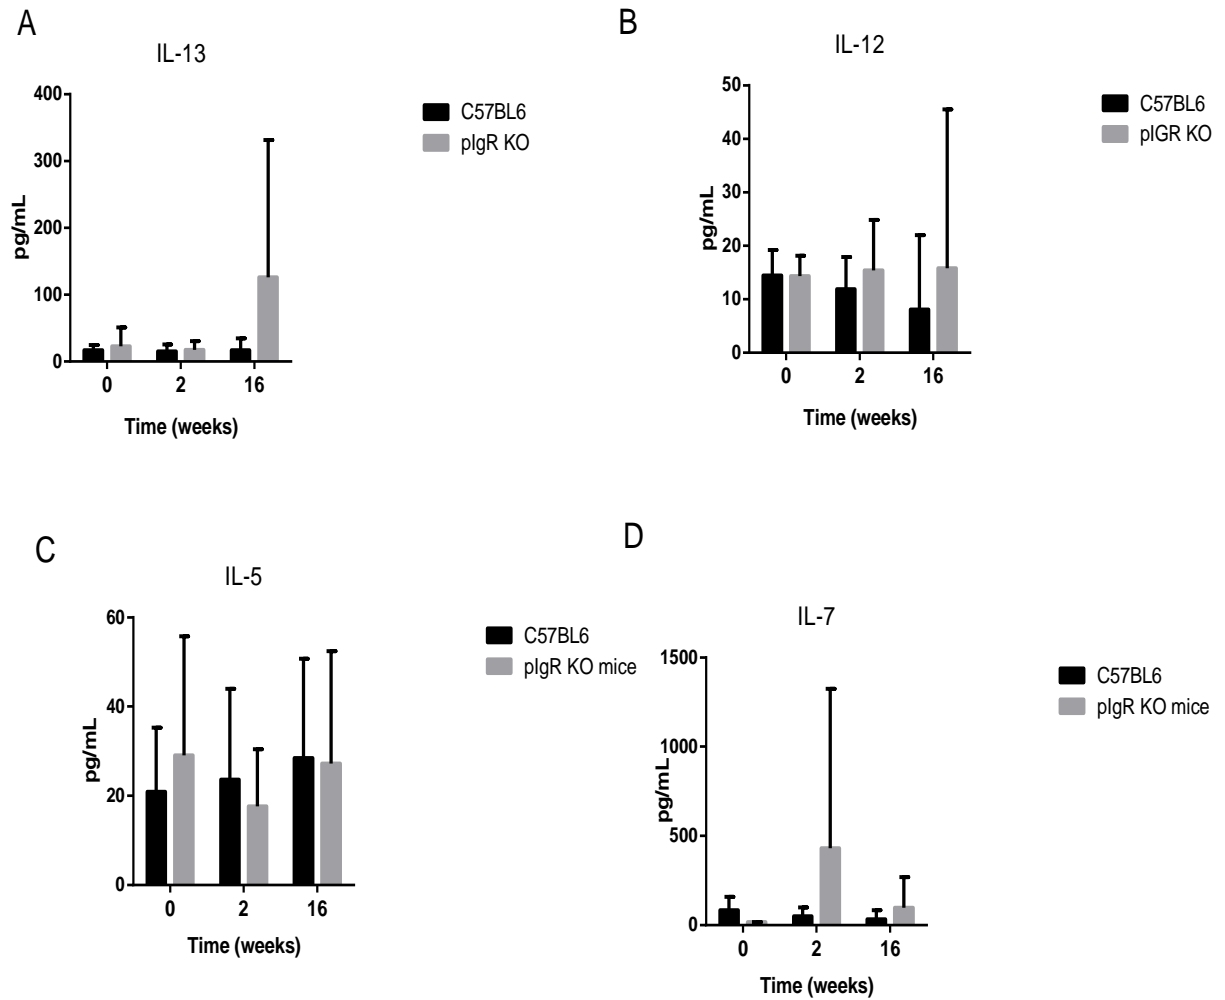 A
IL-13
400
300
200
100
0
pg/mL
0 2 16
Time (weeks)
C57BL6
pIgR KO
B
IL-12
50
40
30
20
10
0
pg/mL
0 2 16
Time (weeks)
C57BL6
pIGR KO
C
IL-5
60
40
20
0
pg/mL
0 2 16
Time (weeks)
C57BL6
pIgR KO mice
D
IL-7
1500
1000
500
0
pg/mL
0 2 16
Time (weeks)
C57BL6
pIgR KO mice